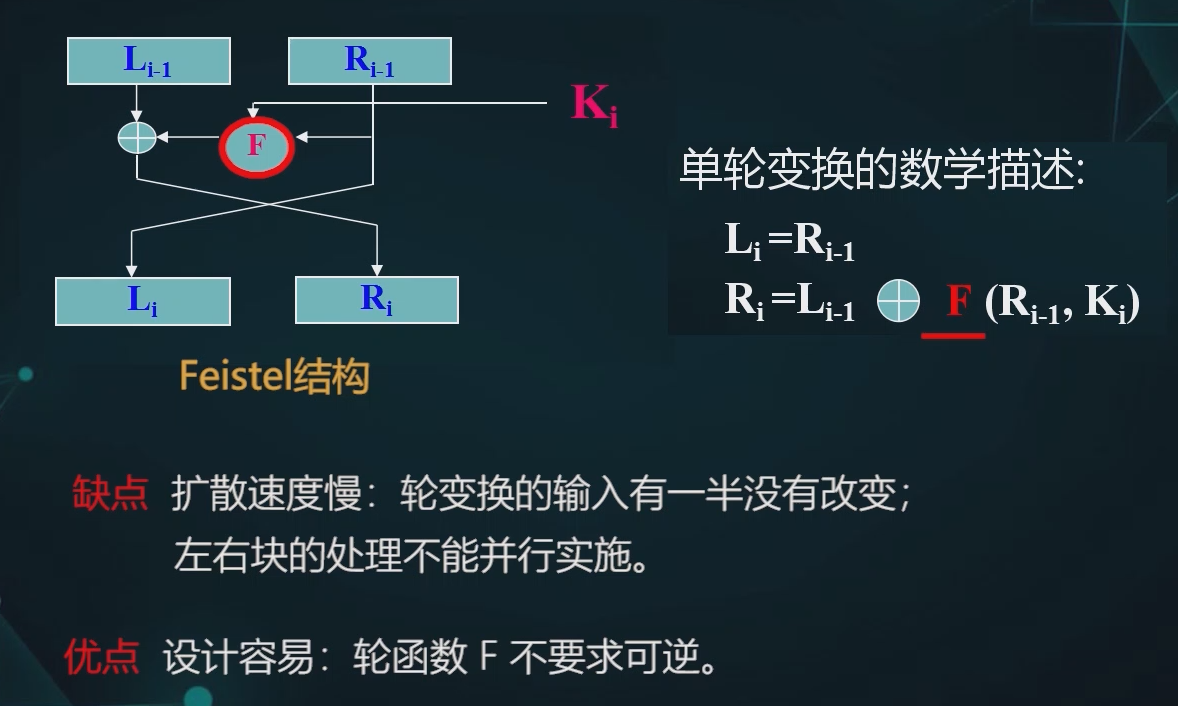 L_{i-1} R_{i-1}
K_i
F
L_i R_i
Feistel结构
单轮变换的数学描述:
L_i =R_{i-1}
R_i =L_{i-1} ⊕ F (R_{i-1}, K_i)
缺点 扩散速度慢：轮变换的输入有一半没有改变；
左右块的处理不能并行实施。
优点 设计容易：轮函数 F 不要求可逆。